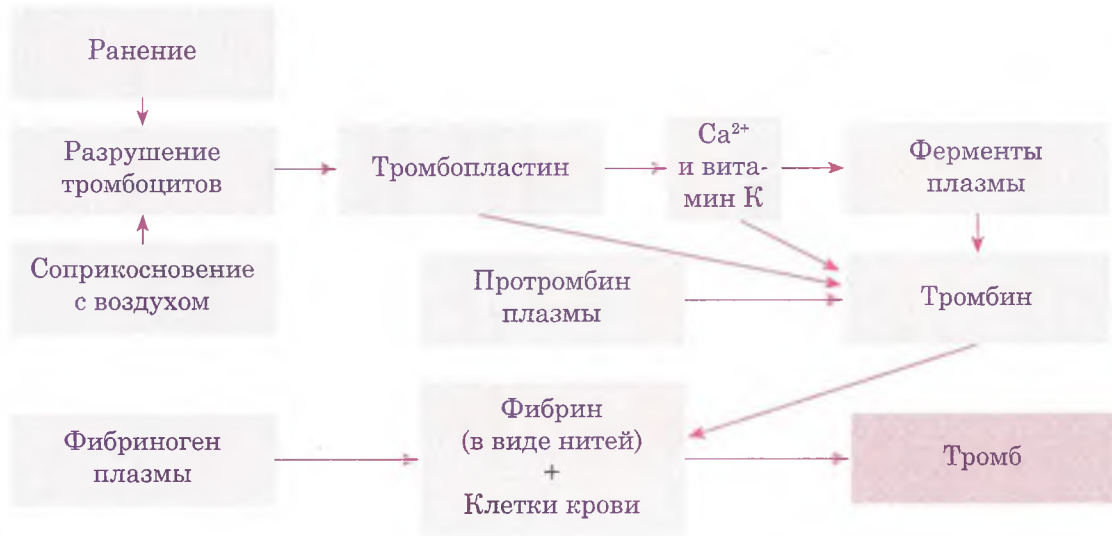 Ранение
Разрушение
тромбоцитов
Соприкосновение
с воздухом
Тромбопластин
Ca²⁺
и вита-
мин К
Ферменты
плазмы
Протромбин
плазмы
Тромбин
Фибриноген
плазмы
Фибрин
(в виде нитей)
+
Клетки крови
Тромб